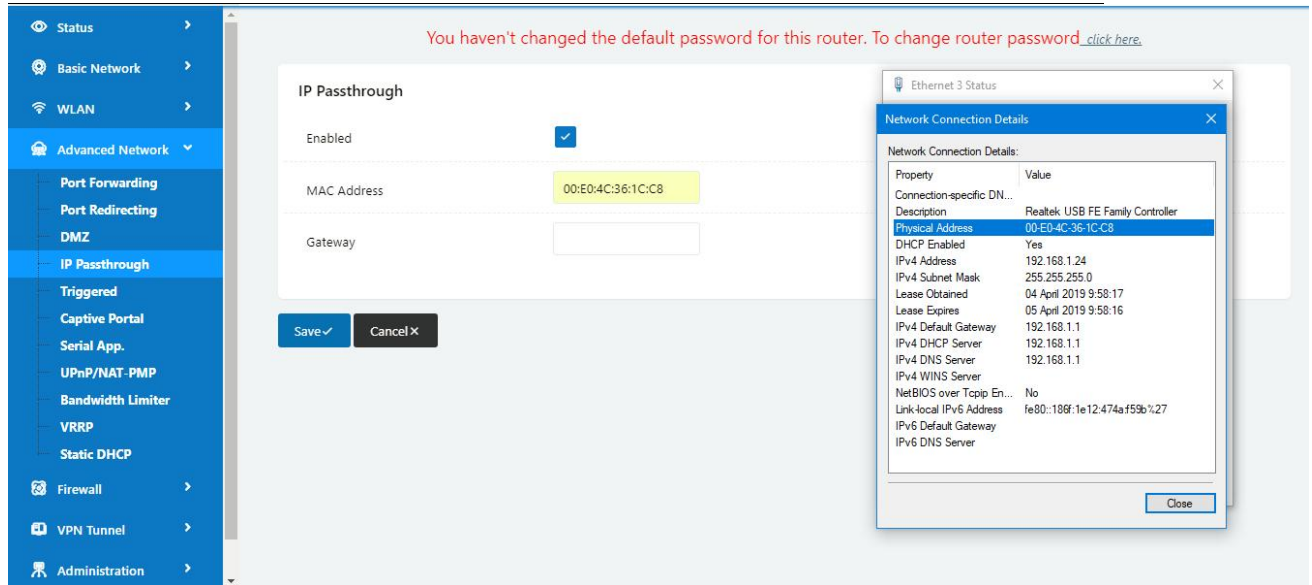 Status
Basic Network
WLAN
Advanced Network
Port Forwarding
Port Redirecting
DMZ
IP Passthrough
Triggered
Captive Portal
Serial App.
UPnP/NAT-PMP
Bandwidth Limiter
VRRP
Static DHCP
Firewall
VPN Tunnel
Administration
You haven't changed the default password for this router. To change router password click here.
IP Passthrough
Enabled
MAC Address 00:E0:4C:36:1C:C8
Gateway
Save Cancel
Ethernet 3 Status
Network Connection Details
Network Connection Details:
Property Value
Connection-specific DN...
Description Realtek USB FE Family Controller
Physical Address 00-E0-4C-36-1C-C8
DHCP Enabled Yes
IPv4 Address 192.168.1.24
IPv4 Subnet Mask 255.255.255.0
Lease Obtained 04 April 2019 9:58:17
Lease Expires 05 April 2019 9:58:16
IPv4 Default Gateway 192.168.1.1
IPv4 DHCP Server 192.168.1.1
IPv4 DNS Server 192.168.1.1
IPv4 WINS Server
NetBIOS over Tcpip En... No
Link-local IPv6 Address fe80::186f:1e12:474a:f59b%27
IPv6 Default Gateway
IPv6 DNS Server
Close